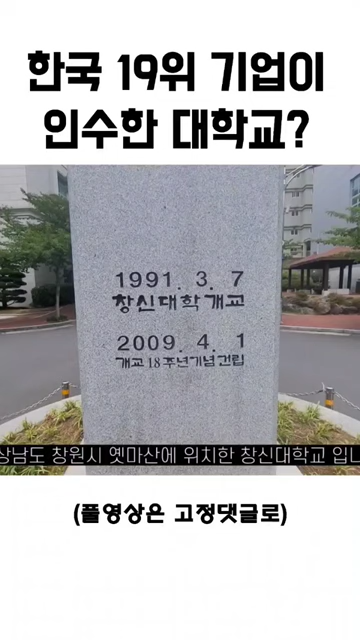 한국 19위 기업이
인수한 대학교?
1991. 3. 7
창신대학 개교
2009. 4. 1
개교 18주년기념 건립
상남도 창원시 옛마산에 위치한 창신대학교 입니
(풀영상은 고정댓글로)